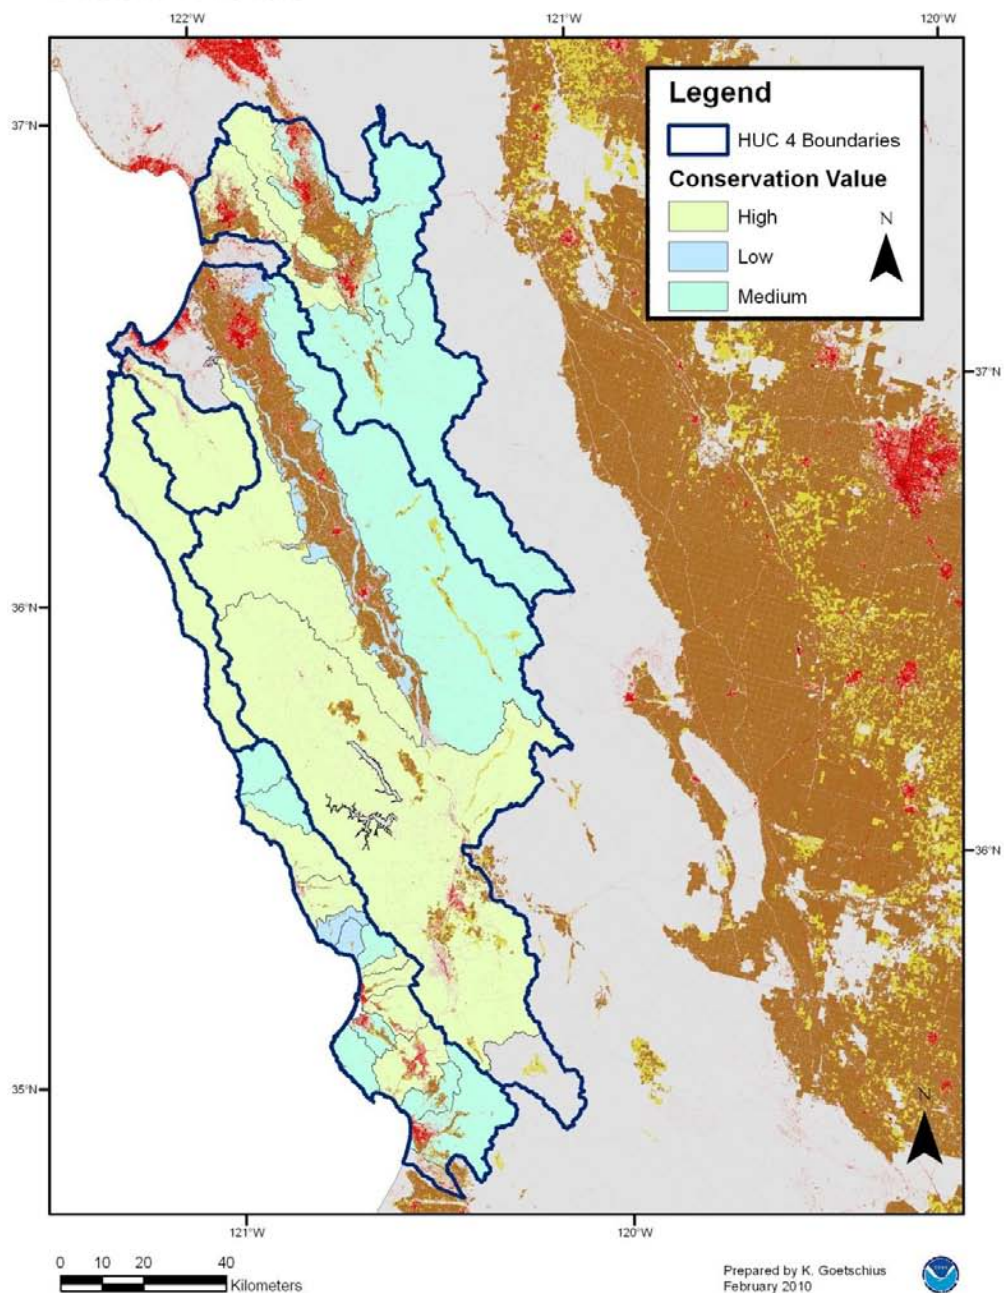 122°W
121°W
120°W
37°N
Legend
HUC 4 Boundaries
Conservation Value
High
Low
Medium
N
37°N
36°N
36°N
35°N
N
121°W
120°W
0 10 20 40
Kilometers
Prepared by K. Goetschius
February 2010